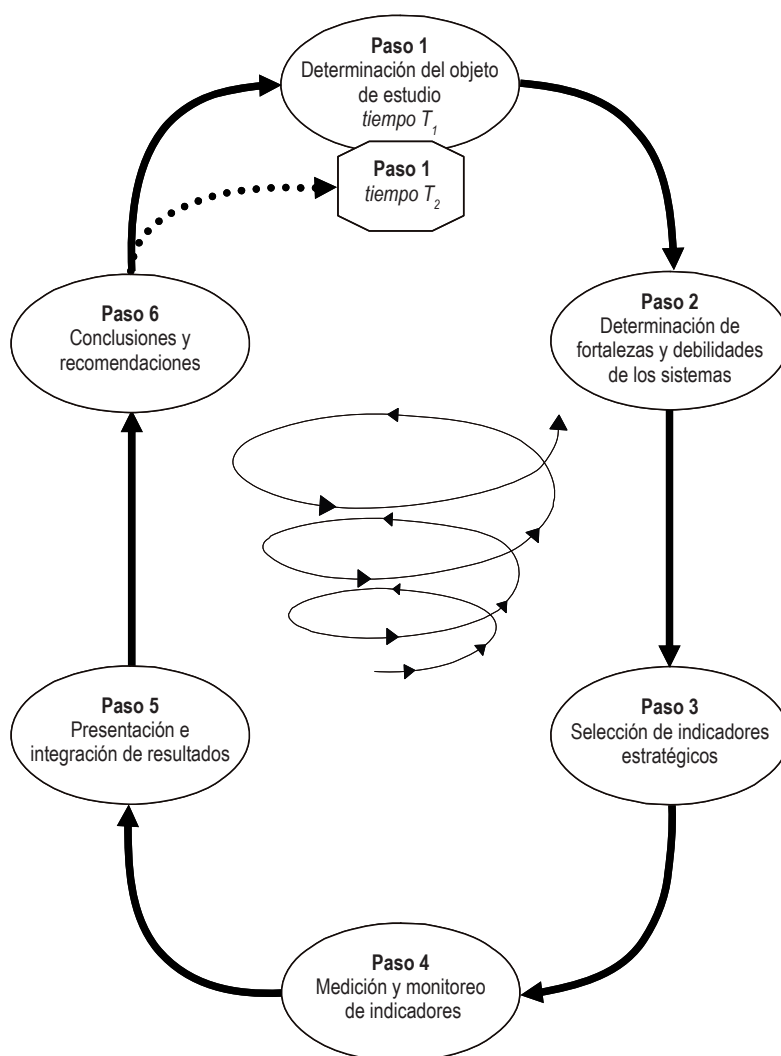 Paso 1
Determinación del objeto
de estudio
tiempo T₁
Paso 1
tiempo T₂
Paso 2
Determinación de
fortalezas y debilidades
de los sistemas
Paso 3
Selección de indicadores
estratégicos
Paso 4
Medición y monitoreo
de indicadores
Paso 5
Presentación e
integración de resultados
Paso 6
Conclusiones y
recomendaciones